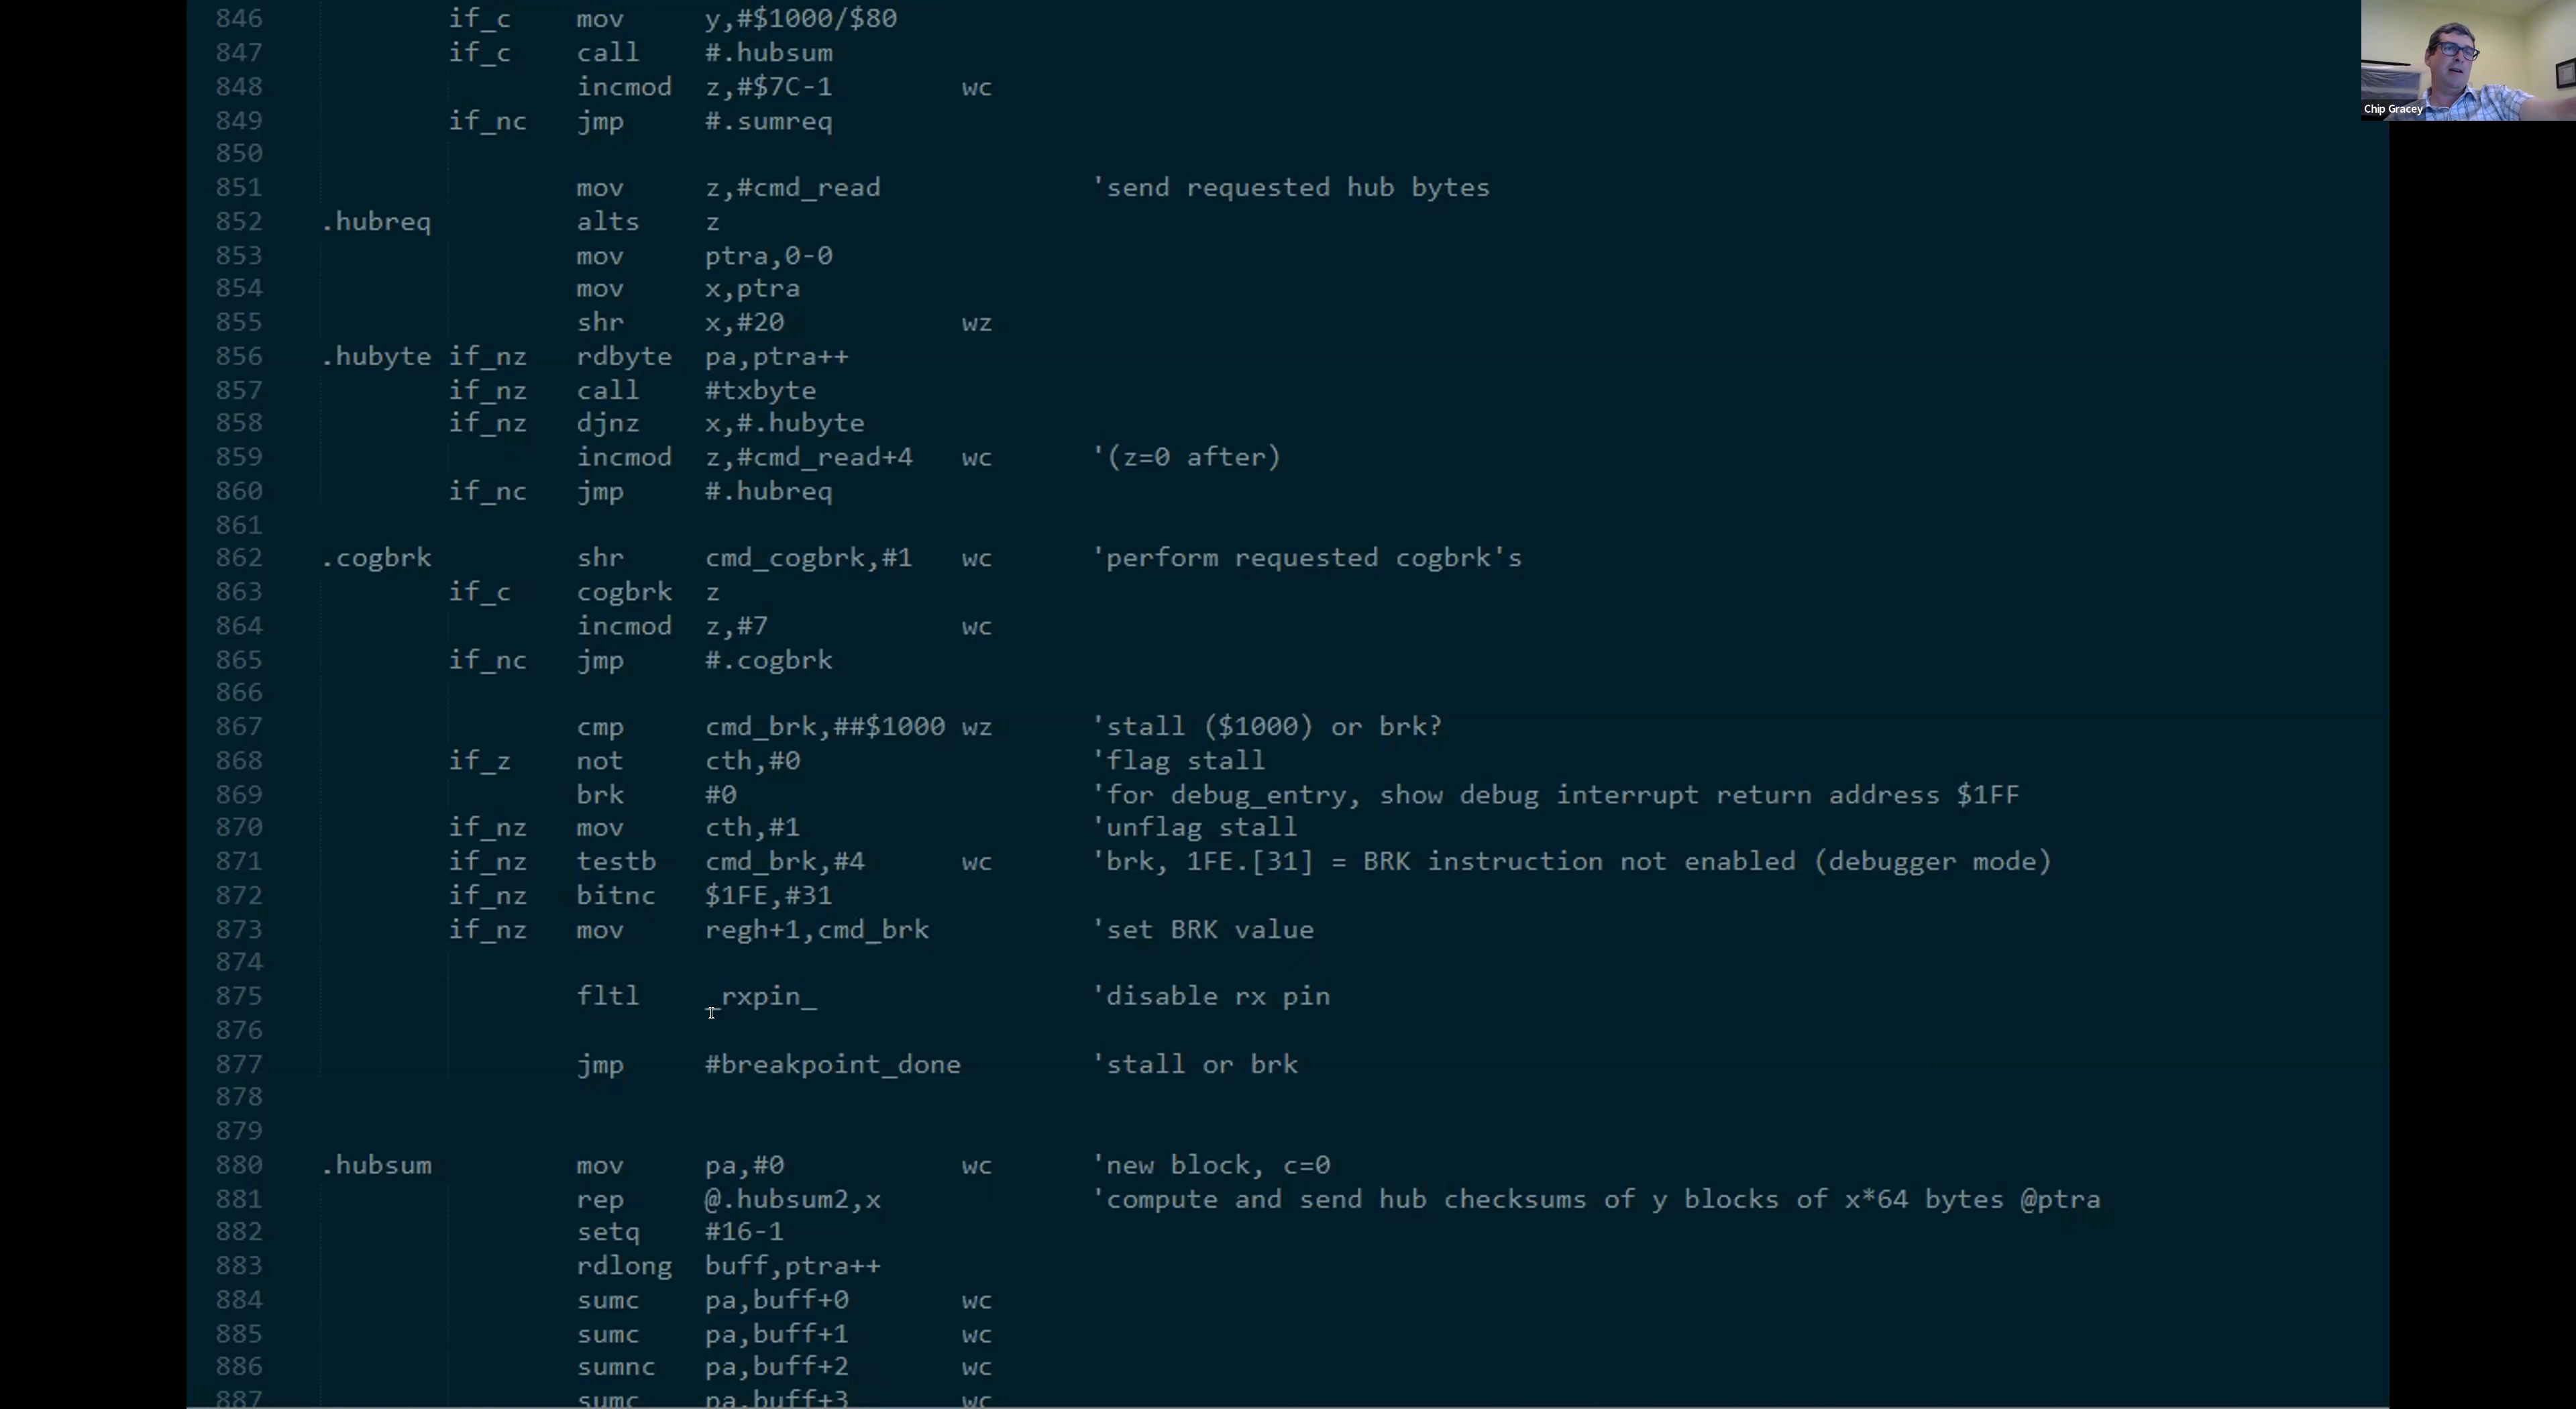 846 if_c mov y,#$1000/$80
847 if_c call #.hubsum
848 incmod z,#$7C-1 wc
849 if_nc jmp #.sumreq
850
851 mov z,#cmd_read 'send requested hub bytes
852 .hubreq alts z
853 mov ptra,0-0
854 mov x,ptra
855 shr x,#20 wz
856 .hubyte if_nz rdbyte pa,ptra++
857 if_nz call #txbyte
858 if_nz djnz x,#.hubyte
859 incmod z,#cmd_read+4 wc '(z=0 after)
860 if_nc jmp #.hubreq
861
862 .cogbrk shr cmd_cogbrk,#1 wc 'perform requested cogbrk's
863 if_c cogbrk z
864 incmod z,#7 wc
865 if_nc jmp #.cogbrk
866
867 cmp cmd_brk,##$1000 wz 'stall ($1000) or brk?
868 if_z not cth,#0 'flag stall
869 brk #0 'for debug_entry, show debug interrupt return address $1FF
870 if_nz mov cth,#1 'unflag stall
871 if_nz testb cmd_brk,#4 wc 'brk, 1FE.[31] = BRK instruction not enabled (debugger mode)
872 if_nz bitnc $1FE,#31
873 if_nz mov regh+1,cmd_brk 'set BRK value
874
875 fltl _rxpin_ 'disable rx pin
876
877 jmp #breakpoint_done 'stall or brk
878
879
880 .hubsum mov pa,#0 wc 'new block, c=0
881 rep @.hubsum2,x 'compute and send hub checksums of y blocks of x*64 bytes @ptra
882 setq #16-1
883 rdlong buff,ptra++
884 sumc pa,buff+0 wc
885 sumc pa,buff+1 wc
886 sumnc pa,buff+2 wc
887 sumc pa,buff+3 wc
Chip Gracey